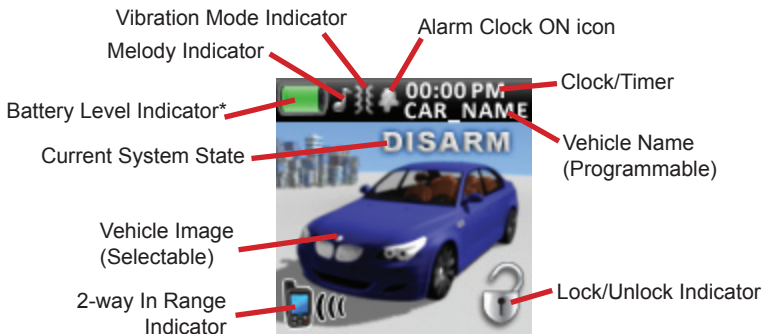 Vibration Mode Indicator
Alarm Clock ON icon
Melody Indicator
Battery Level Indicator*
00:00 PM
CAR_NAME
Clock/Timer
Current System State
DISARM
Vehicle Name
(Programmable)
Vehicle Image
(Selectable)
2-way In Range
Indicator
Lock/Unlock Indicator